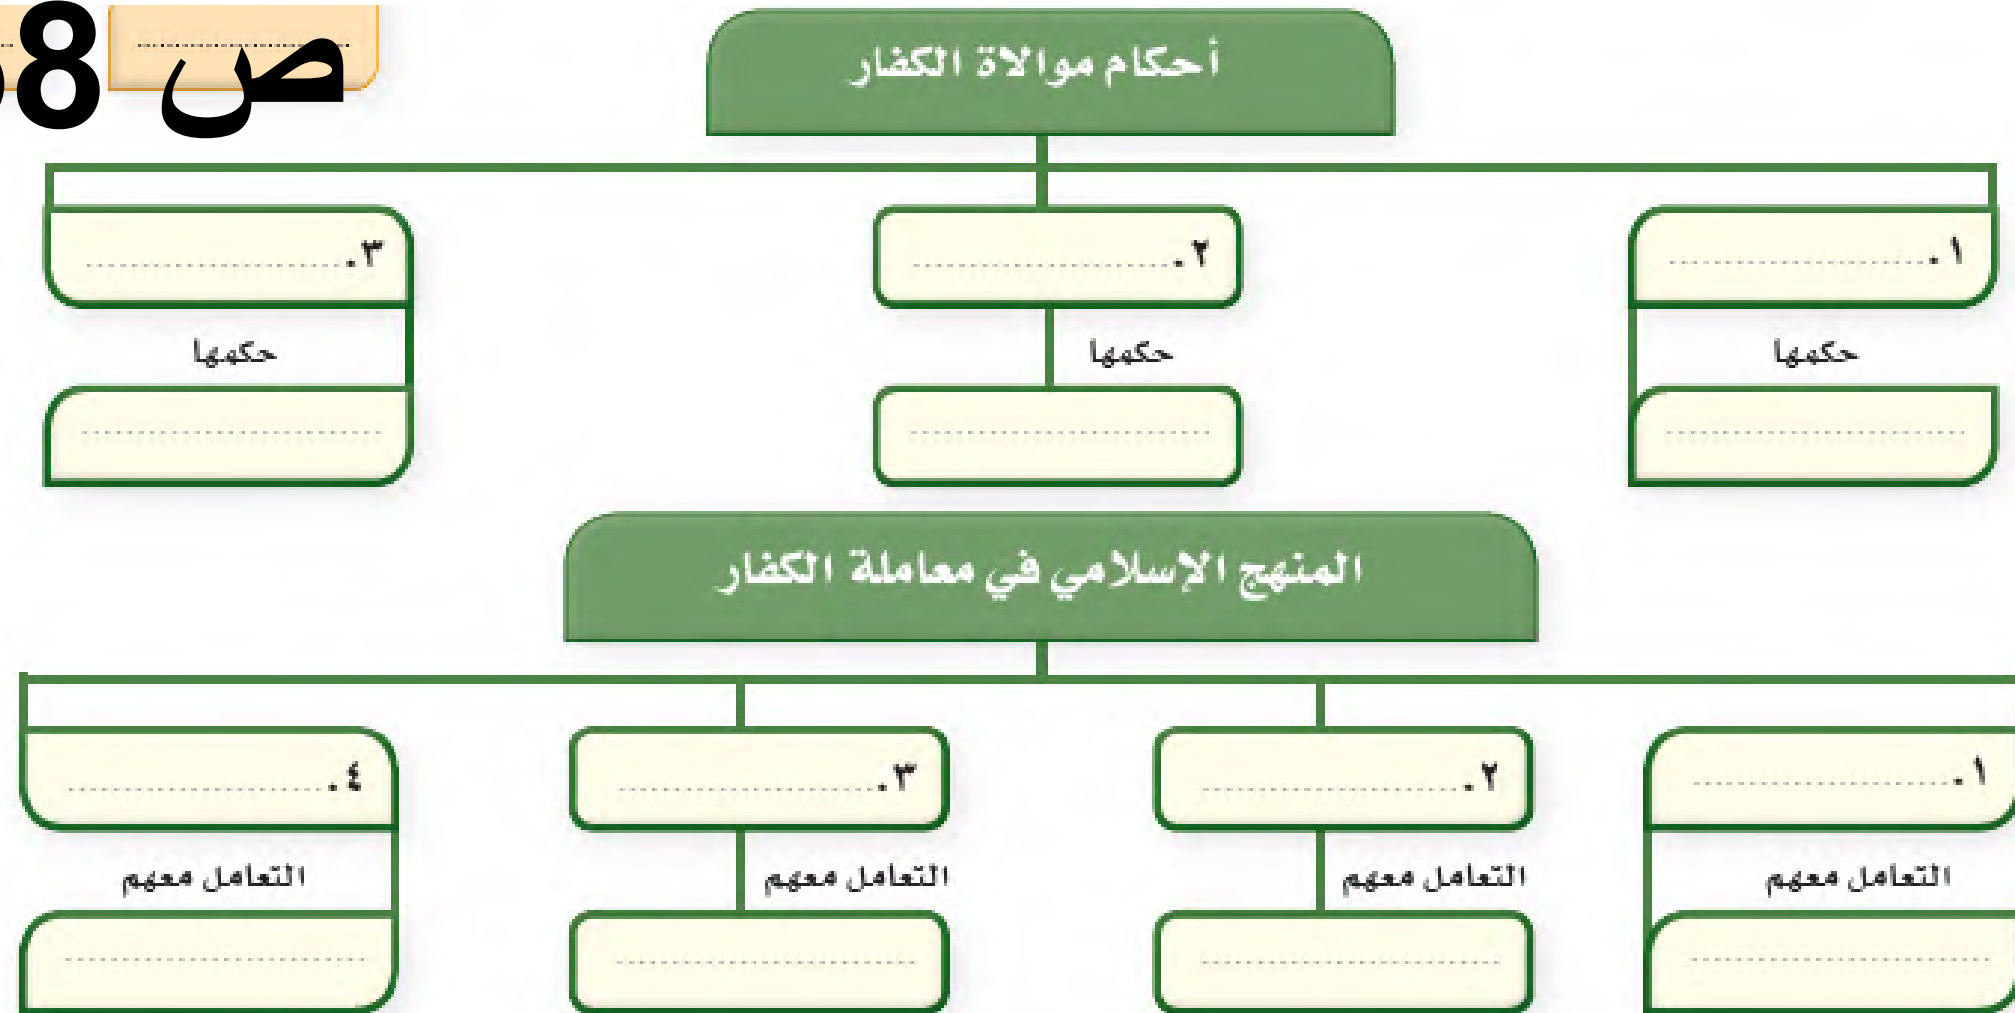 ص 8
أحكام موالاة الكفار
١. ٢. ٣.
حكمها حكمها حكمها
المنهج الإسلامي في معاملة الكفار
١. ٢. ٣. ٤.
التعامل معهم التعامل معهم التعامل معهم التعامل معهم